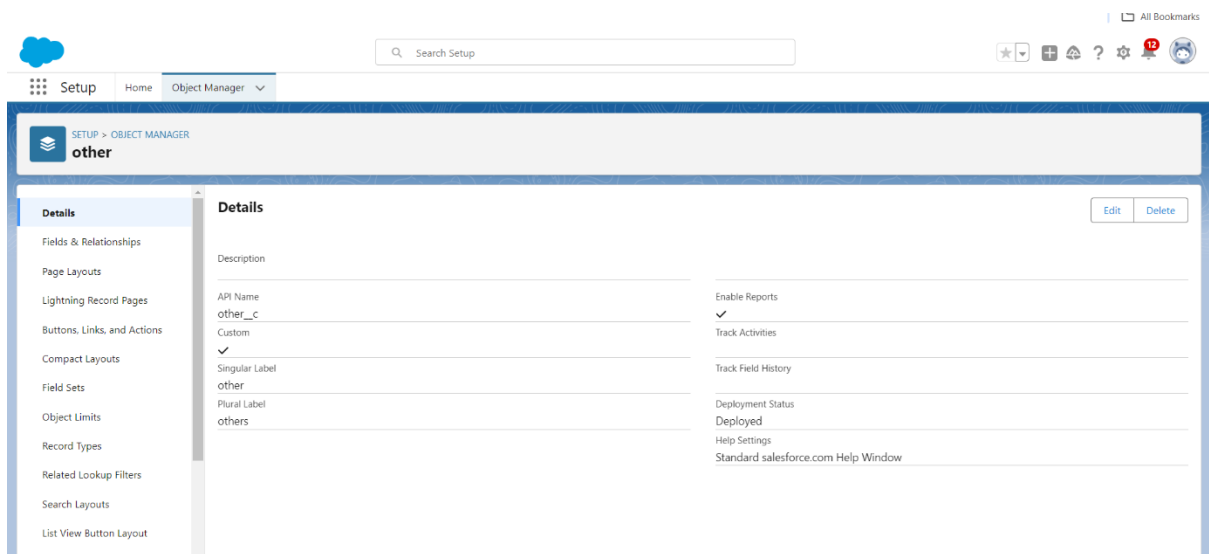 All Bookmarks
Search Setup
12
Setup Home Object Manager
SETUP > OBJECT MANAGER
other
Details
Fields & Relationships
Page Layouts
Lightning Record Pages
Buttons, Links, and Actions
Compact Layouts
Field Sets
Object Limits
Record Types
Related Lookup Filters
Search Layouts
List View Button Layout
Details
Edit Delete
Description
API Name
other__c
Custom
Singular Label
other
Plural Label
others
Enable Reports
Track Activities
Track Field History
Deployment Status
Deployed
Help Settings
Standard salesforce.com Help Window